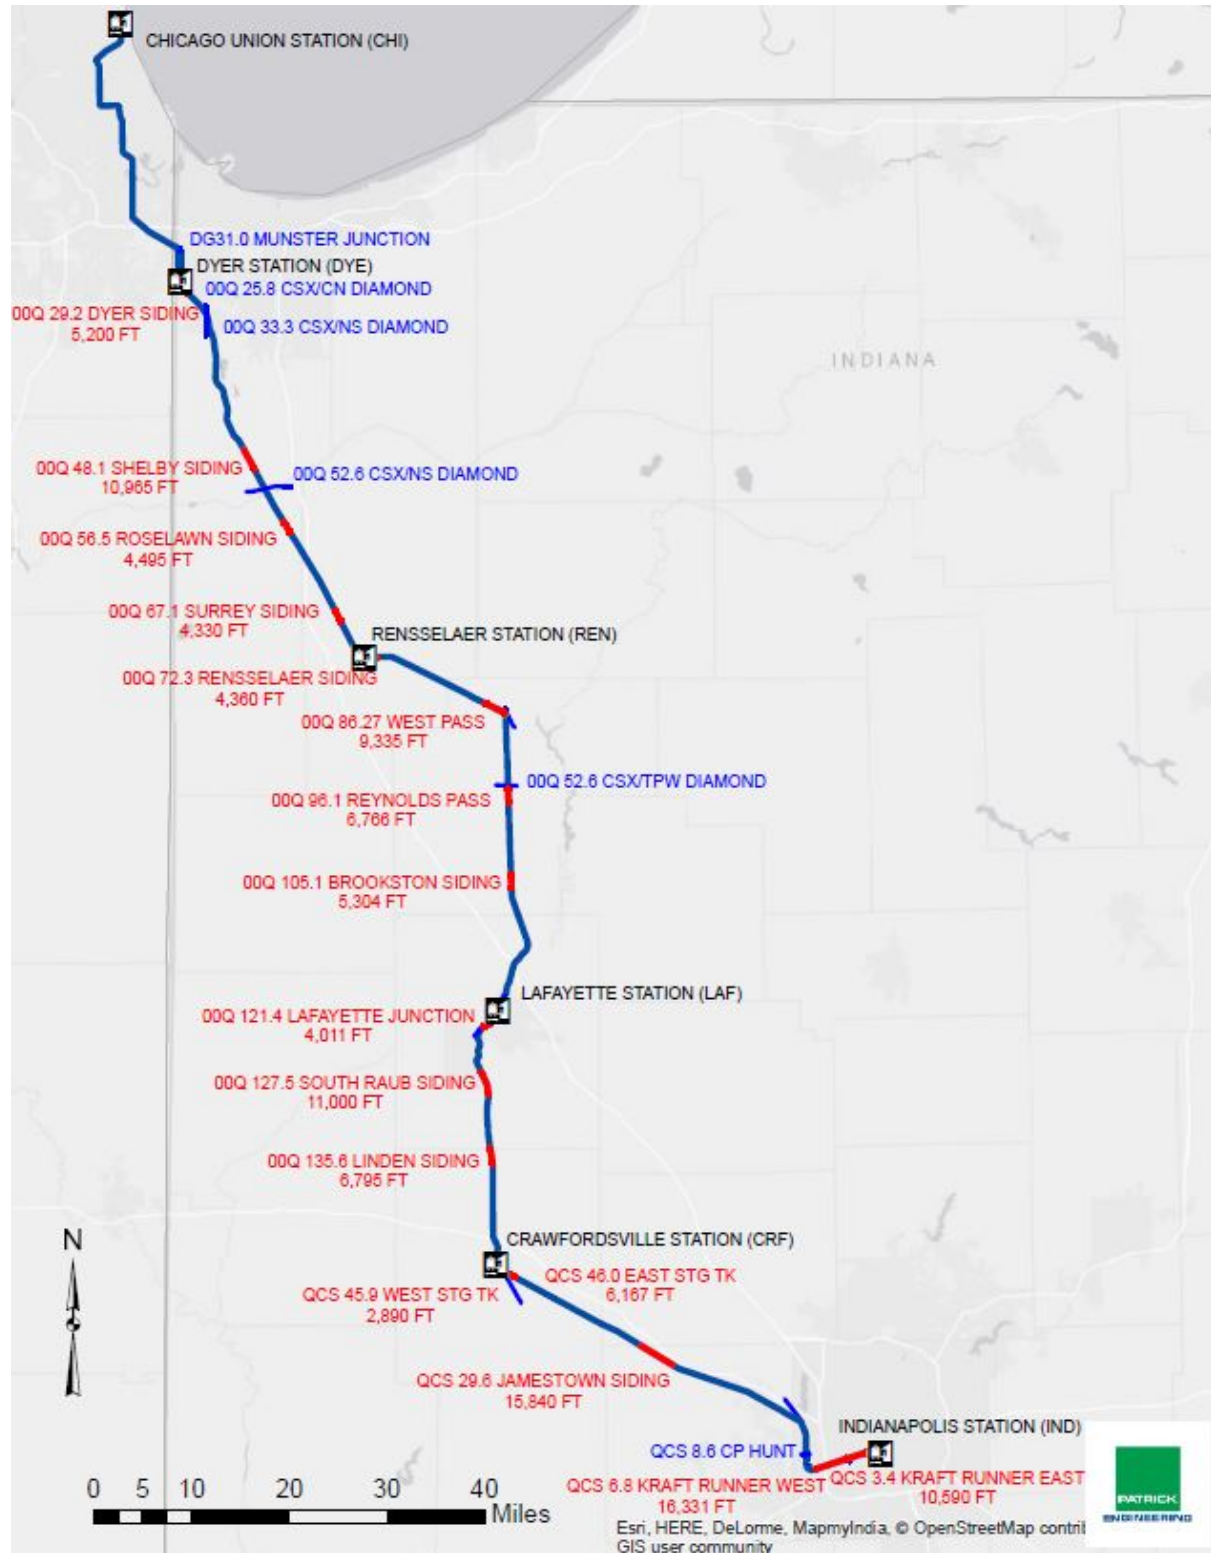 CHICAGO UNION STATION (CHI)
DG31.0 MUNSTER JUNCTION
DYER STATION (DYE)
00Q 25.8 CSX/CN DIAMOND
00Q 29.2 DYER SIDING
5,200 FT
00Q 33.3 CSX/NS DIAMOND
INDIANA
00Q 48.1 SHELBY SIDING
10,965 FT
00Q 52.6 CSX/NS DIAMOND
00Q 56.5 ROSELAWN SIDING
4,495 FT
00Q 67.1 SURREY SIDING
4,330 FT
RENSSELAER STATION (REN)
00Q 72.3 RENSSELAER SIDING
4,360 FT
00Q 86.27 WEST PASS
9,335 FT
00Q 52.6 CSX/TPW DIAMOND
00Q 96.1 REYNOLDS PASS
6,766 FT
00Q 105.1 BROOKSTON SIDING
5,304 FT
LAFAYETTE STATION (LAF)
00Q 121.4 LAFAYETTE JUNCTION
4,011 FT
00Q 127.5 SOUTH RAUB SIDING
11,000 FT
00Q 135.6 LINDEN SIDING
6,795 FT
N
CRAWFORDSVILLE STATION (CRF)
QCS 46.0 EAST STG TK
6,167 FT
QCS 45.9 WEST STG TK
2,890 FT
QCS 29.6 JAMESTOWN SIDING
15,840 FT
INDIANAPOLIS STATION (IND)
QCS 8.6 CP HUNT
QCS 6.8 KRAFT RUNNER WEST
16,331 FT
QCS 3.4 KRAFT RUNNER EAST
10,590 FT
0 5 10 20 30 40
Miles
PATRICK
ENGINEERING
Esri, HERE, DeLorme, MapmyIndia, © OpenStreetMap contrib
GIS user community